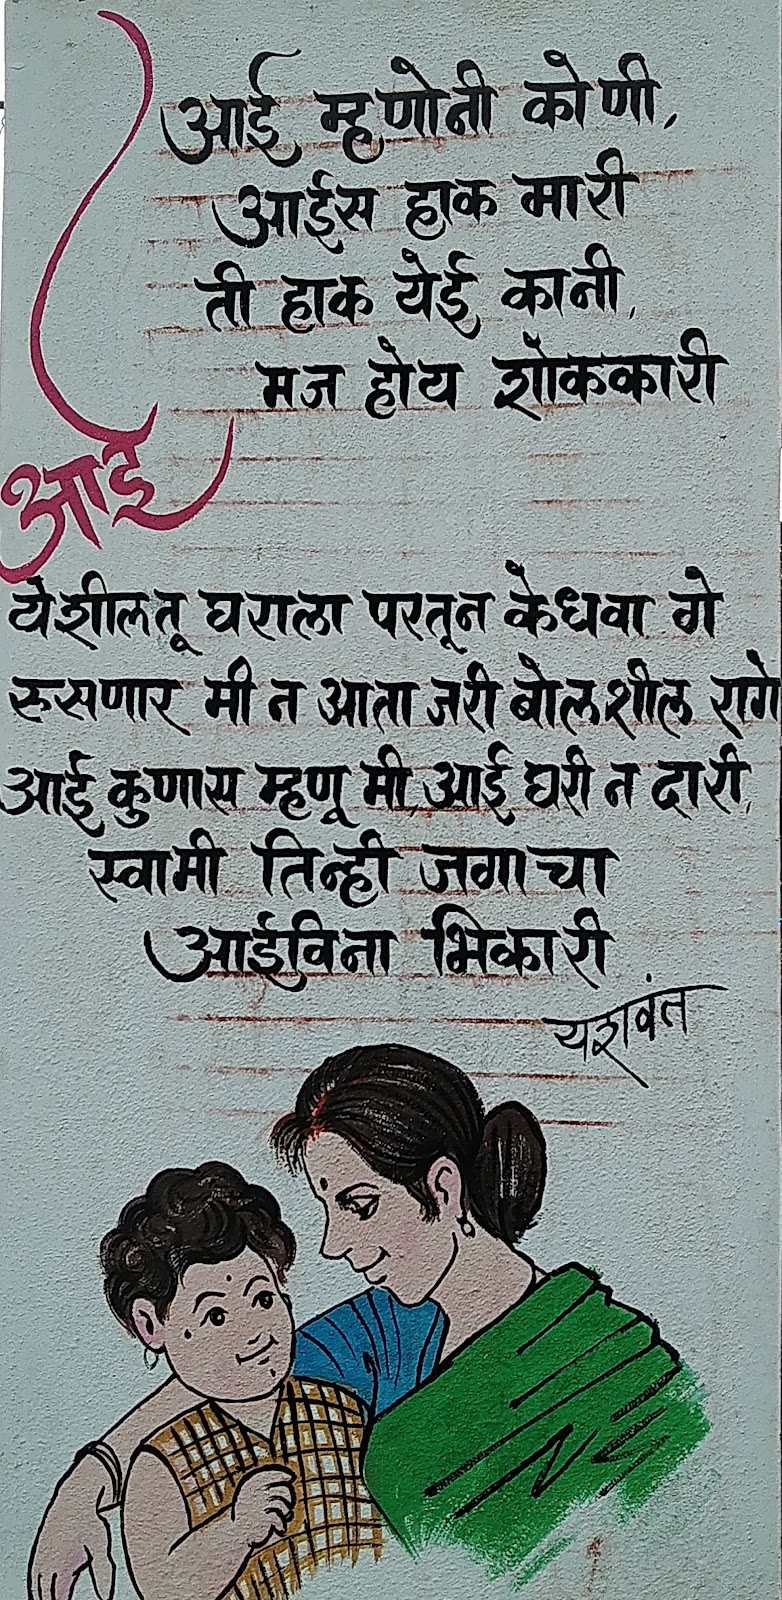 आई म्हणोनी कोणी,
आईस हाक मारी
ती हाक येई कानी,
मज होय शोककारी
आई
येशील तू घराला परतून केधवा गे
रुसणार मी न आता जरी बोलशील रागे
आई कुणास म्हणू मी, आई घरी न दारी,
स्वामी तिन्ही जगाचा
आईविना भिकारी
यशवंत